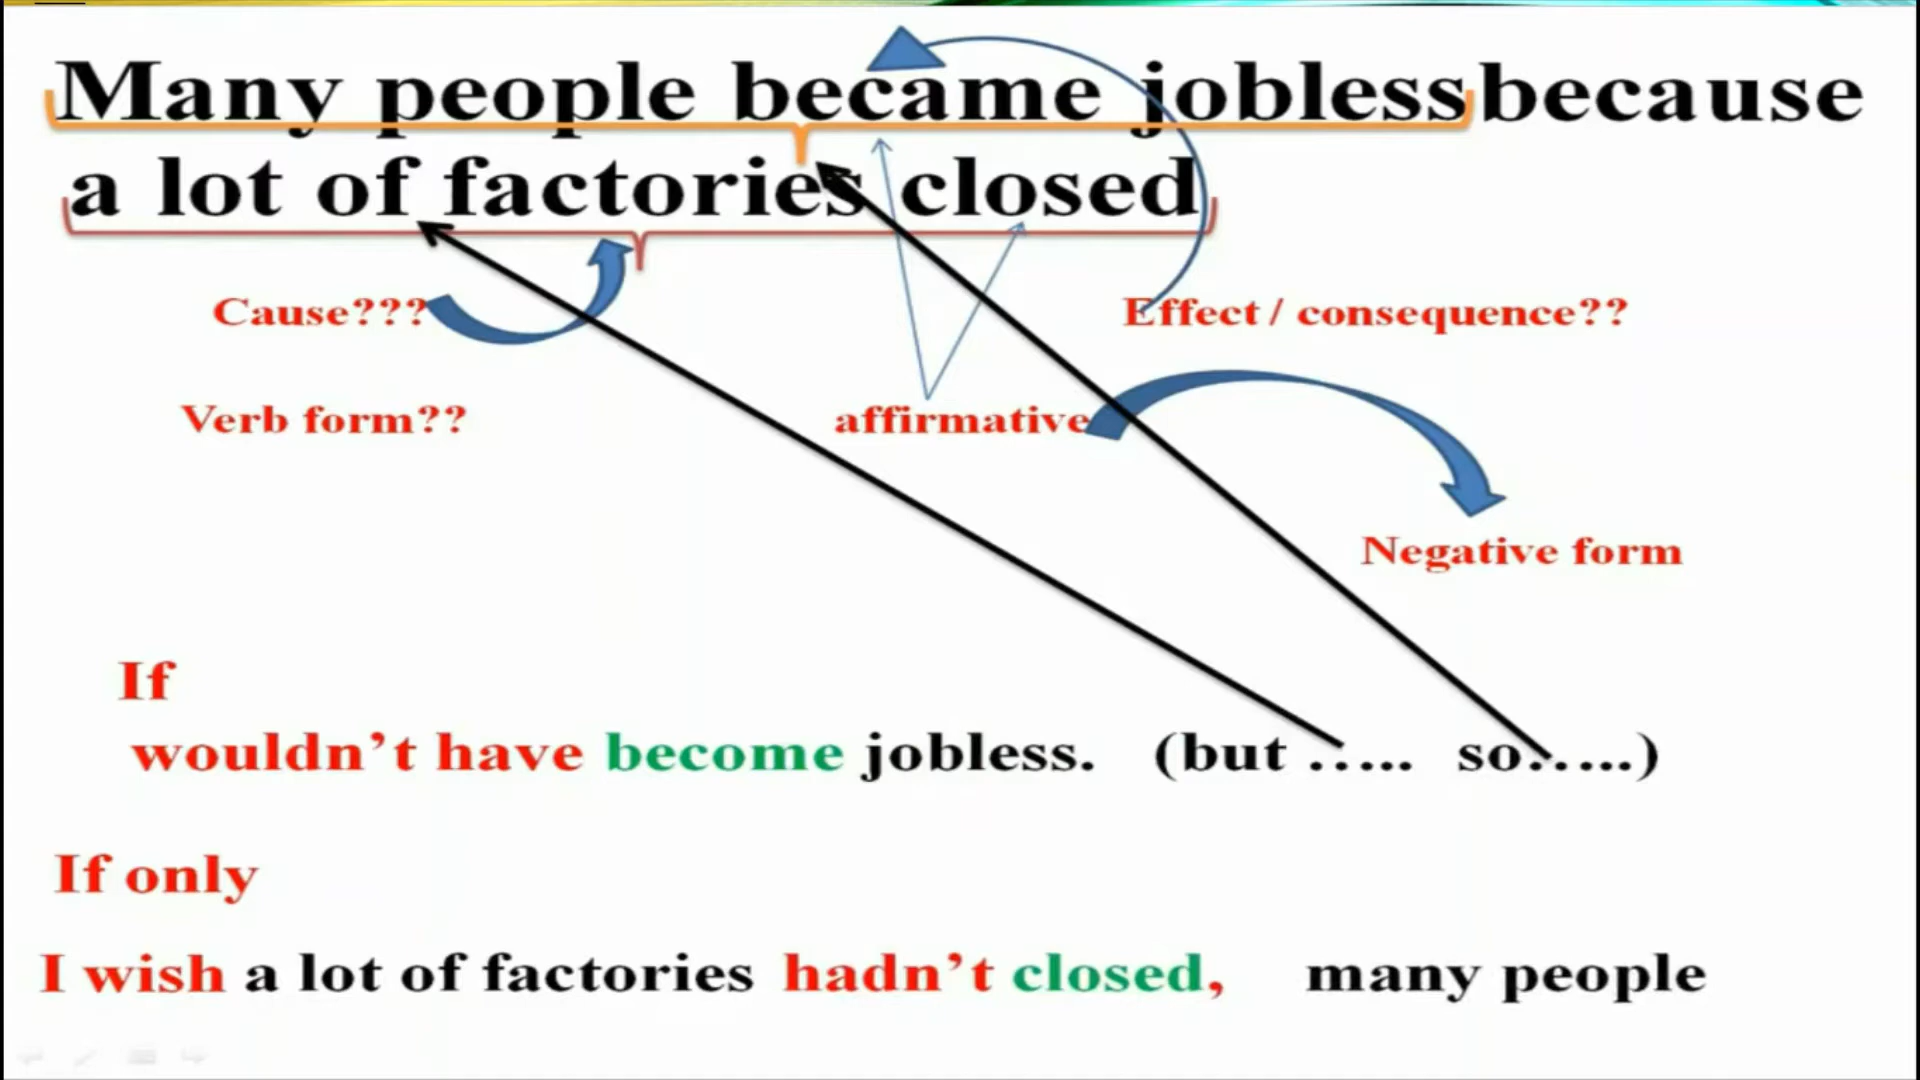 Many people became jobless because
a lot of factories closed
Cause??? Effect / consequence??
Verb form?? affirmative
Negative form
If
wouldn't have become jobless. (but ..... so.....)
If only
I wish a lot of factories hadn't closed, many people